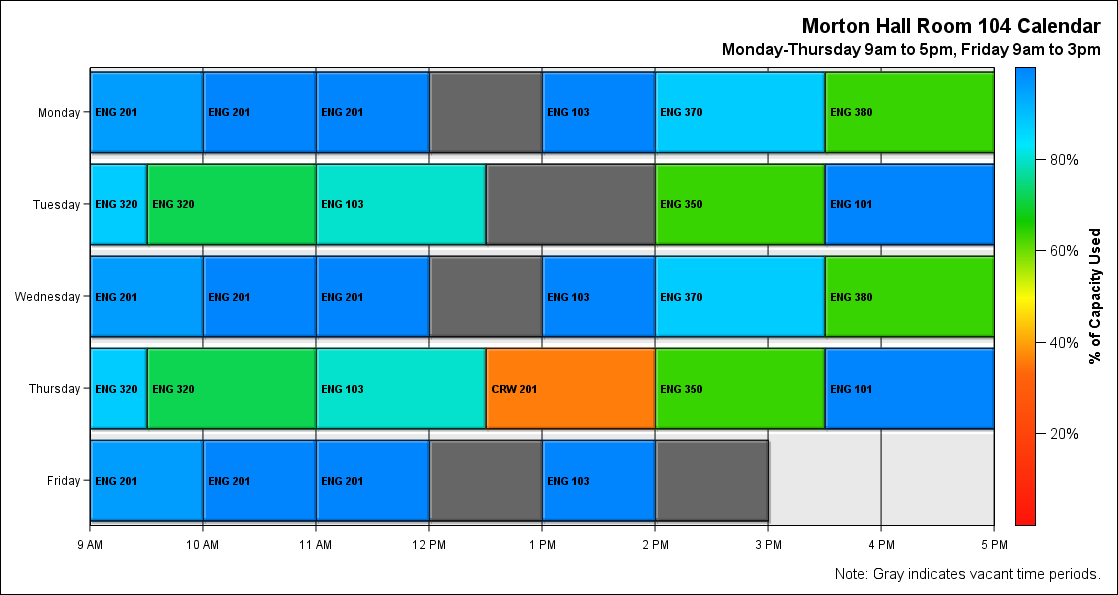 Morton Hall Room 104 Calendar
Monday-Thursday 9am to 5pm, Friday 9am to 3pm
Monday
ENG 201
ENG 201
ENG 201
ENG 103
ENG 370
ENG 380
Tuesday
ENG 320
ENG 320
ENG 103
ENG 350
ENG 101
Wednesday
ENG 201
ENG 201
ENG 201
ENG 103
ENG 370
ENG 380
Thursday
ENG 320
ENG 320
ENG 103
CRW 201
ENG 350
ENG 101
Friday
ENG 201
ENG 201
ENG 201
ENG 103
9 AM
10 AM
11 AM
12 PM
1 PM
2 PM
3 PM
4 PM
5 PM
80%
60%
40%
20%
% of Capacity Used
Note: Gray indicates vacant time periods.